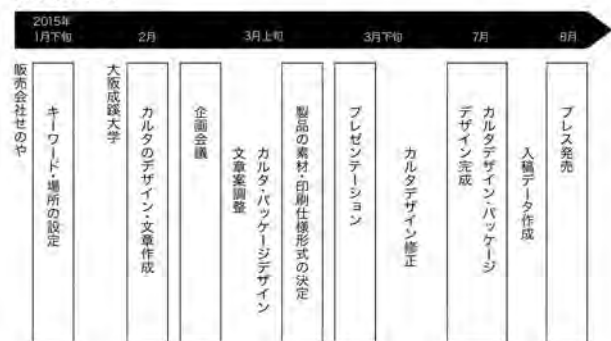 2015年
1月下旬
2月
3月上旬
3月下旬
7月
8月
販売会社せのや
キーワード・場所の設定
大阪成蹊大学
カルタのデザイン・文章作成
企画会議
文章案調整
カルタ・パッケージデザイン
製品の素材・印刷仕様形式の決定
プレゼンテーション
カルタデザイン修正
カルタデザイン・パッケージ
デザイン完成
入稿データ作成
プレス発売